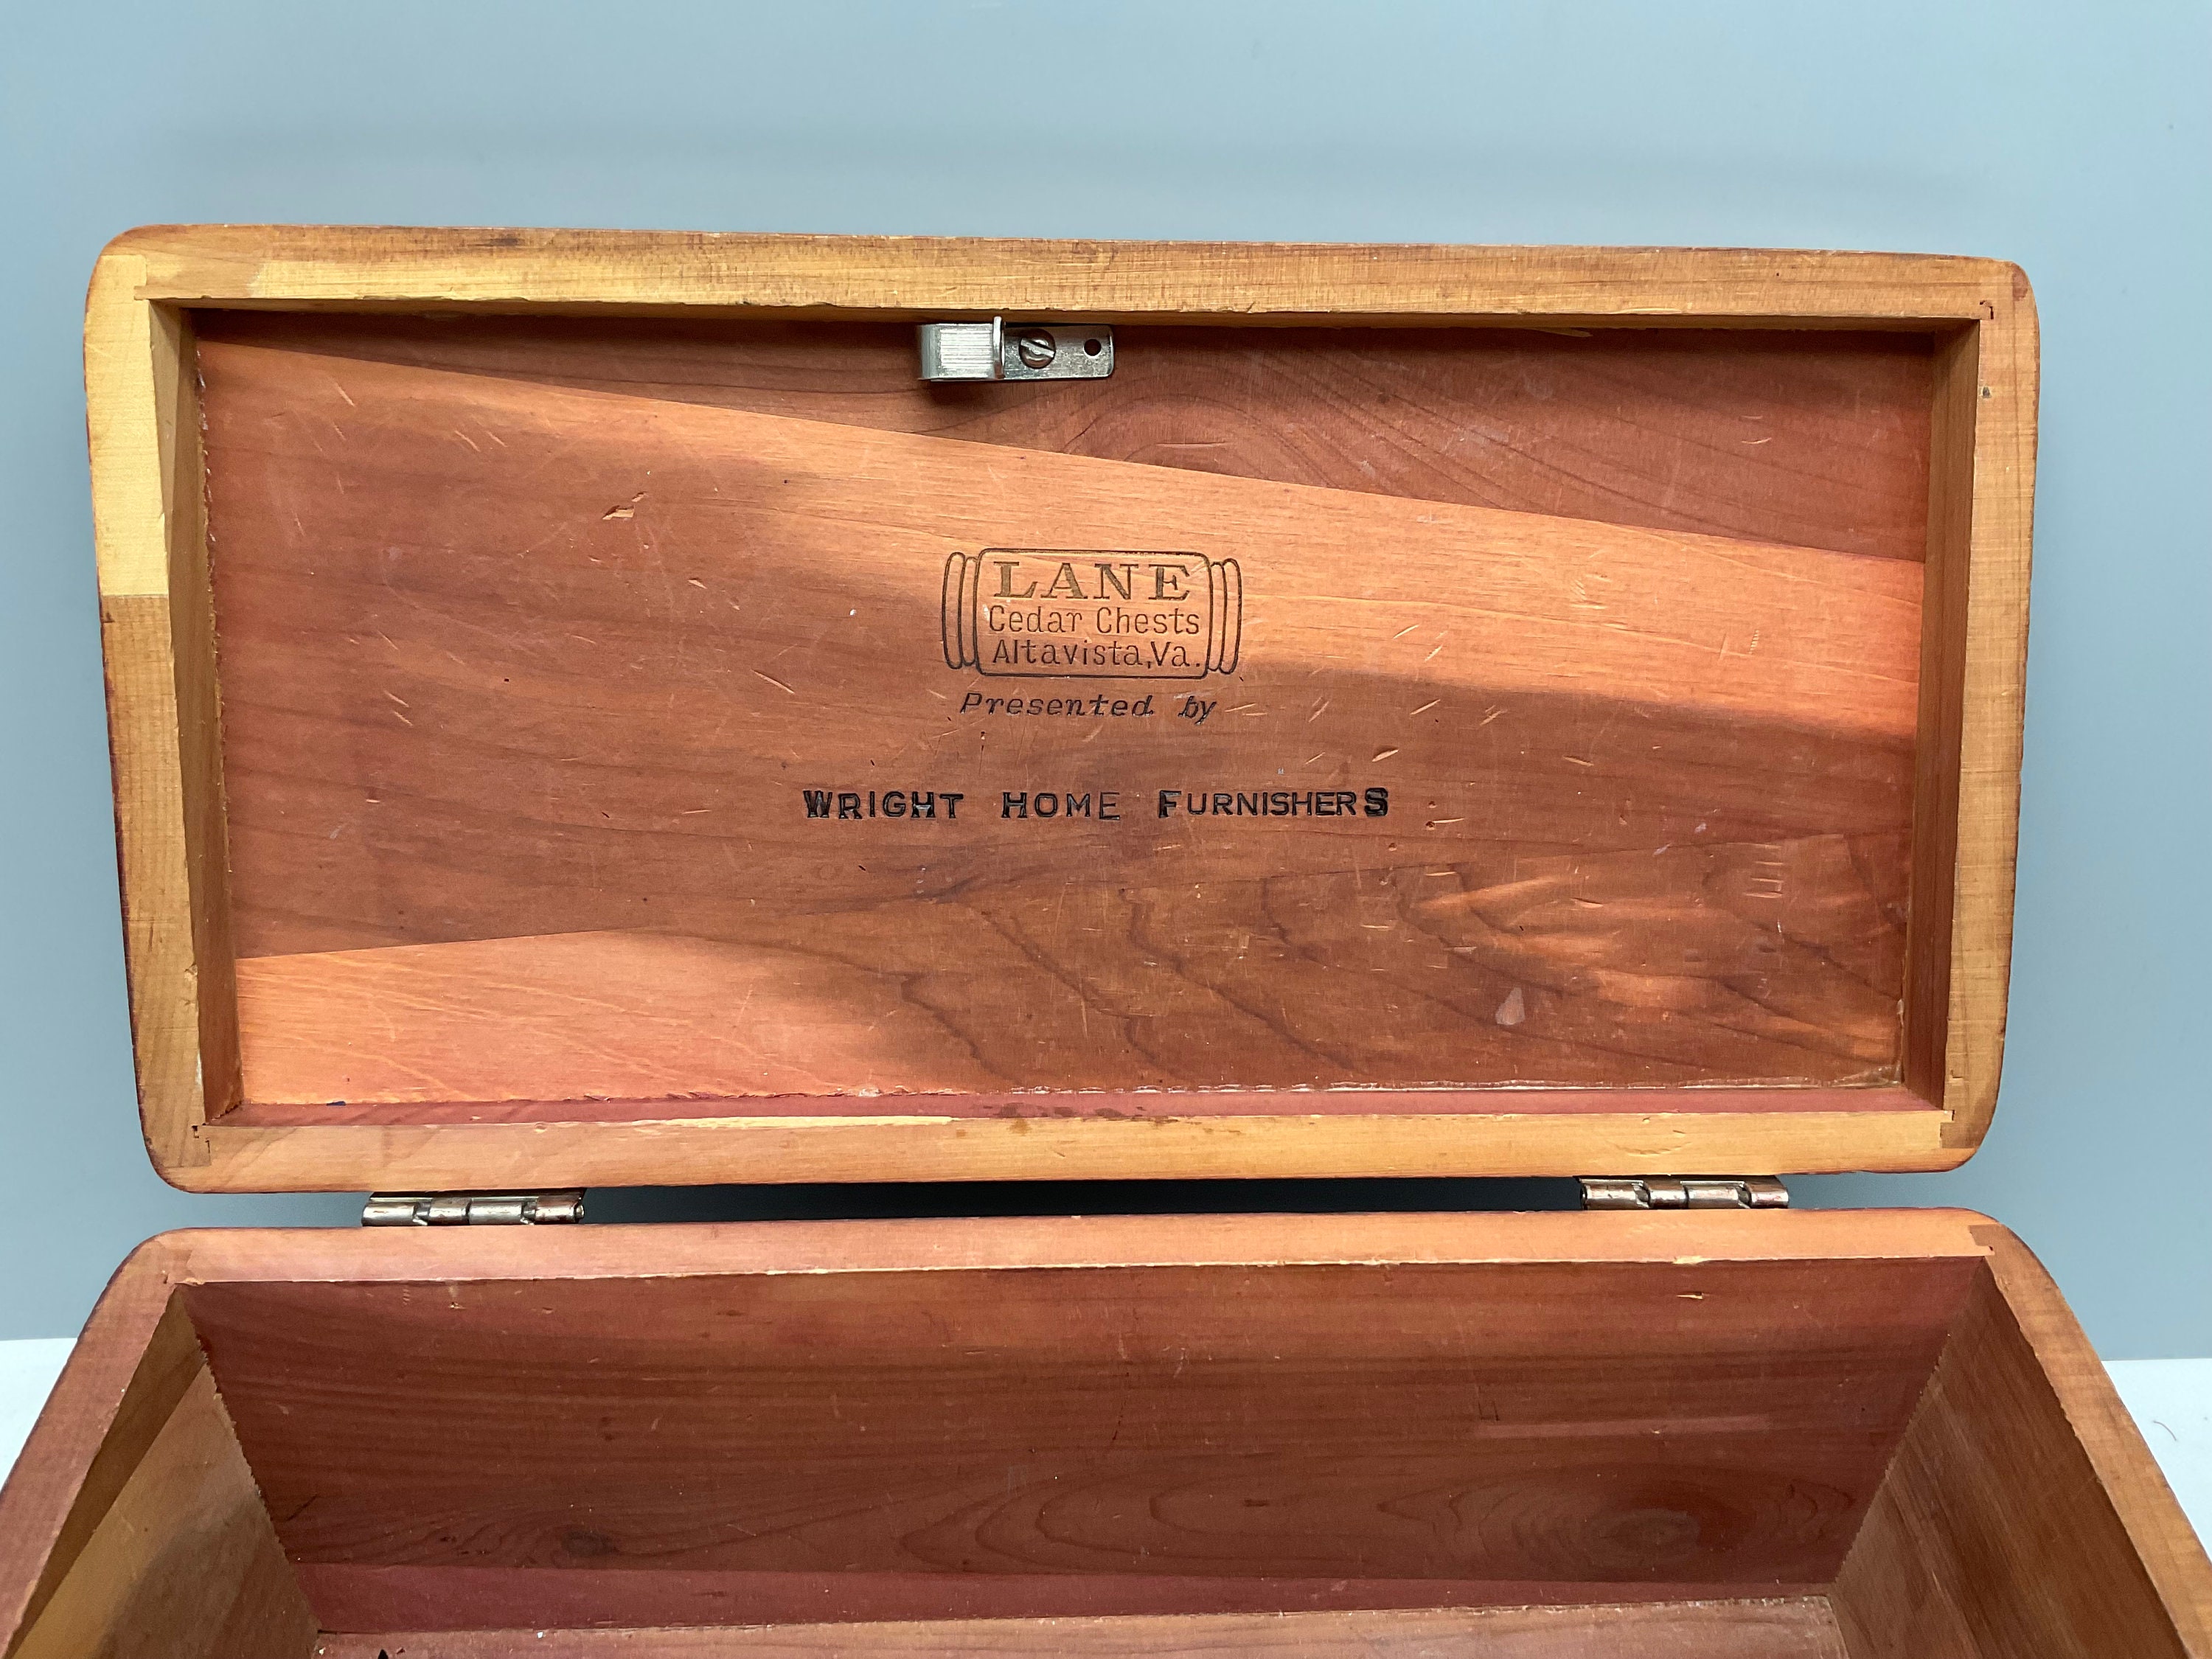 LANE
Cedar Chests
Altavista,Va.
Presented by
WRIGHT HOME FURNISHERS